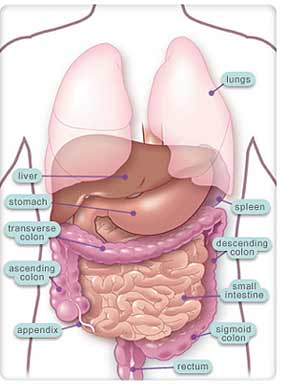 lungs
liver
stomach
spleen
transverse
colon
descending
colon
ascending
colon
small
intestine
appendix
sigmoid
colon
rectum